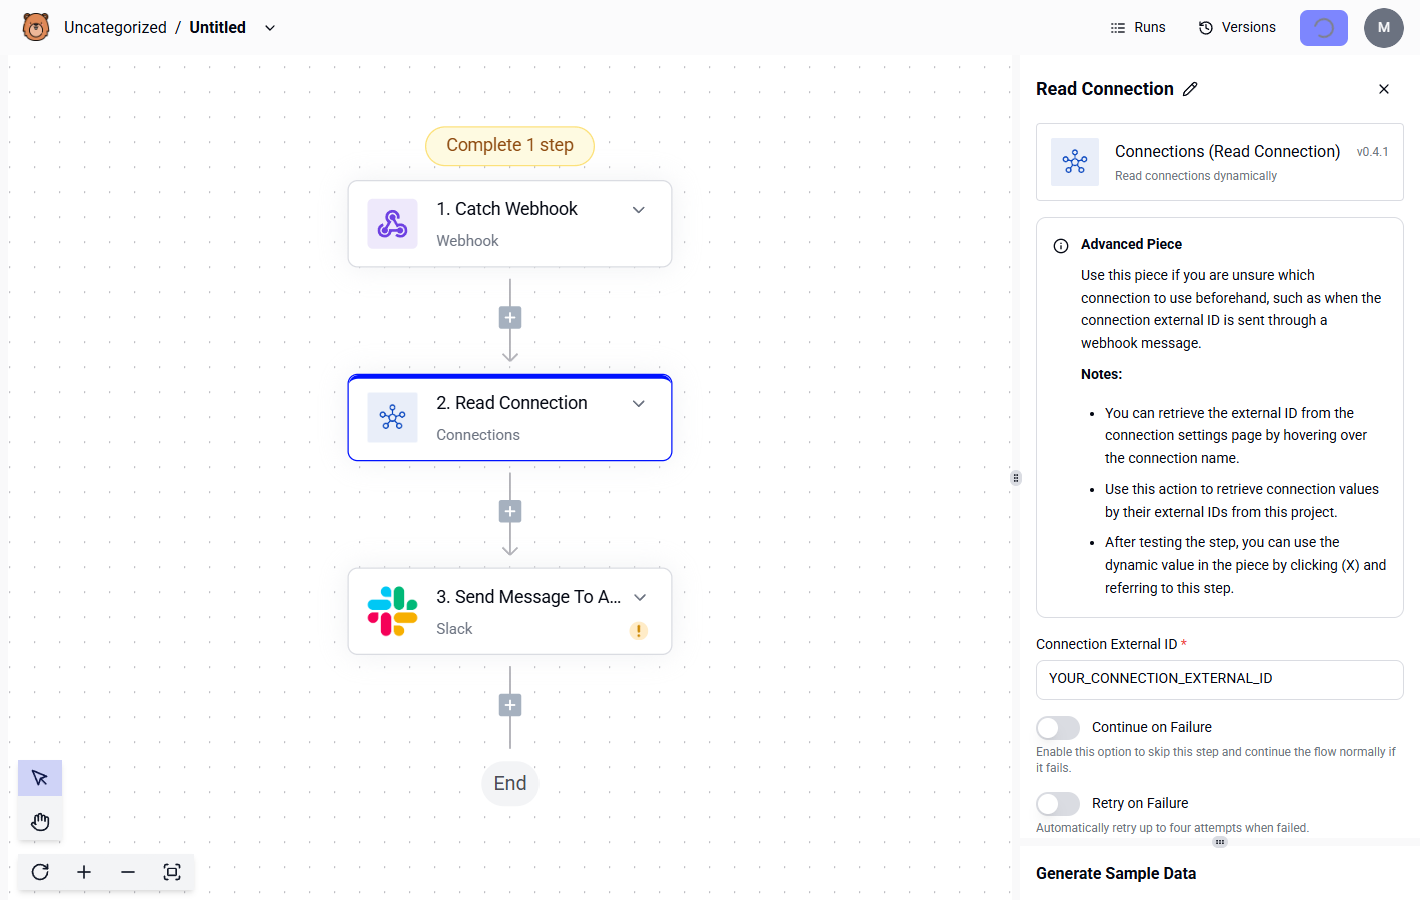 Uncategorized / Untitled
Runs
Versions
M
Complete 1 step
1. Catch Webhook
Webhook
2. Read Connection
Connections
3. Send Message To A...
Slack
End
Read Connection
Connections (Read Connection)
v0.4.1
Read connections dynamically
Advanced Piece
Use this piece if you are unsure which
connection to use beforehand, such as when the
connection external ID is sent through a
webhook message.
Notes:
• You can retrieve the external ID from the
connection settings page by hovering over
the connection name.
• Use this action to retrieve connection values
by their external IDs from this project.
• After testing the step, you can use the
dynamic value in the piece by clicking (X) and
referring to this step.
Connection External ID *
YOUR_CONNECTION_EXTERNAL_ID
Continue on Failure
Enable this option to skip this step and continue the flow normally if
it fails.
Retry on Failure
Automatically retry up to four attempts when failed.
Generate Sample Data